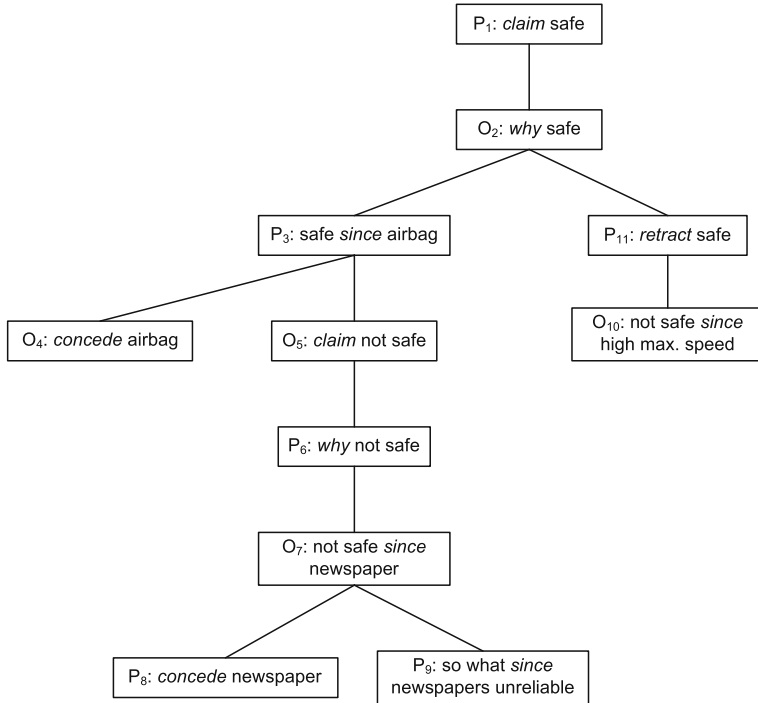 P₁: claim safe
O₂: why safe
P₃: safe since airbag
P₁₁: retract safe
O₄: concede airbag
O₅: claim not safe
O₁₀: not safe since
high max. speed
P₆: why not safe
O₇: not safe since
newspaper
P₈: concede newspaper
P₉: so what since
newspapers unreliable